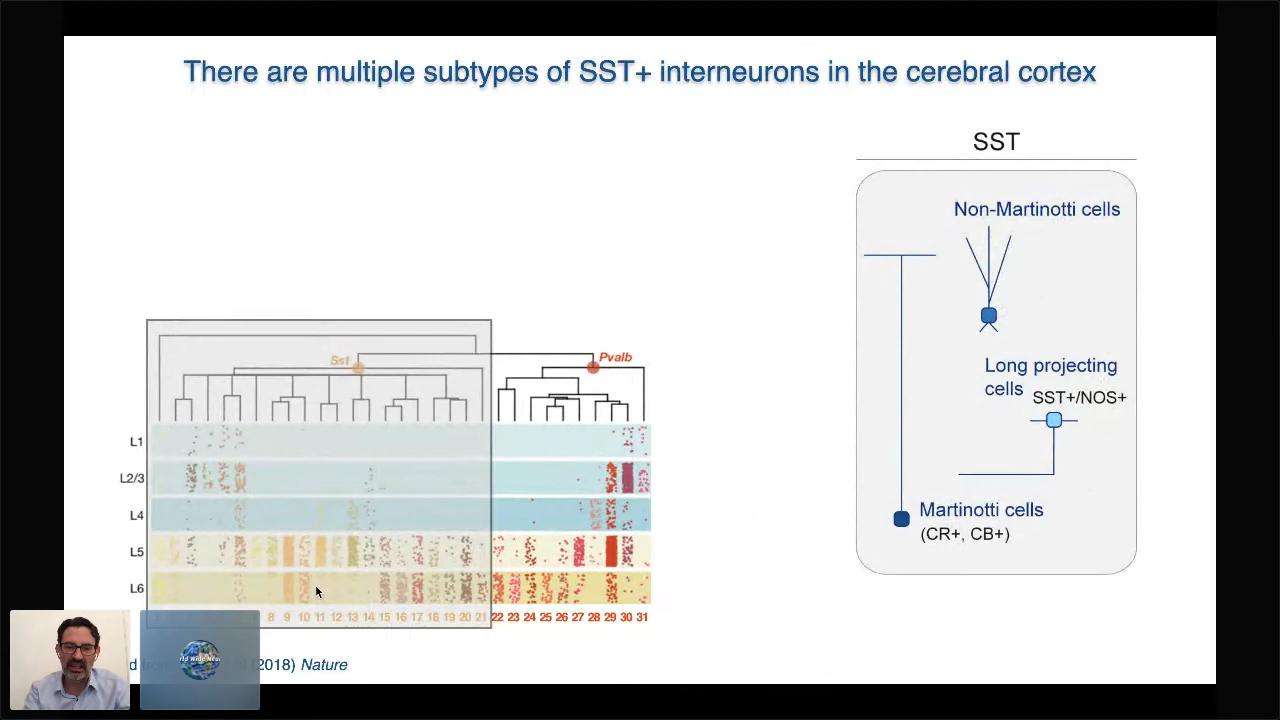 There are multiple subtypes of SST+ interneurons in the cerebral cortex
SST
Non-Martinotti cells
Long projecting
cells SST+/NOS+
Martinotti cells
(CR+, CB+)
Sst
Pvalb
L1
L2/3
L4
L5
L6
8 9 10 11 12 13 14 15 16 17 18 19 20 21 22 23 24 25 26 27 28 29 30 31
(2018) Nature